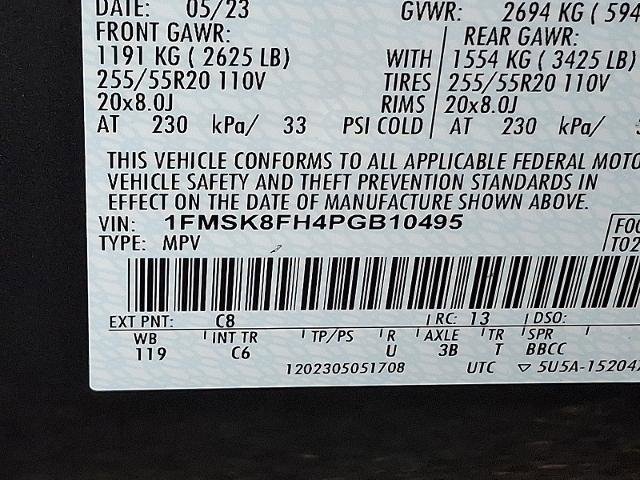 DATE: 05/23 GVWR: 2694 KG ( 594
FRONT GAWR: REAR GAWR:
1191 KG ( 2625 LB) WITH 1554 KG ( 3425 LB)
255/55R20 110V TIRES 255/55R20 110V
20x8.0J RIMS 20x8.0J
AT 230 kPa/ 33 PSI COLD AT 230 kPa/
THIS VEHICLE CONFORMS TO ALL APPLICABLE FEDERAL MOTO
VEHICLE SAFETY AND THEFT PREVENTION STANDARDS IN
EFFECT ON THE DATE OF MANUFACTURE SHOWN ABOVE.
VIN: 1FMSK8FH4PGB10495 F00
TYPE: MPV T02
EXT PNT: C8 RC: 13 DSO:
WB INT TR TP/PS R AXLE TR SPR
119 C6 U 3B T BBCC
1202305051708 UTC ▽ 5U5A-15204